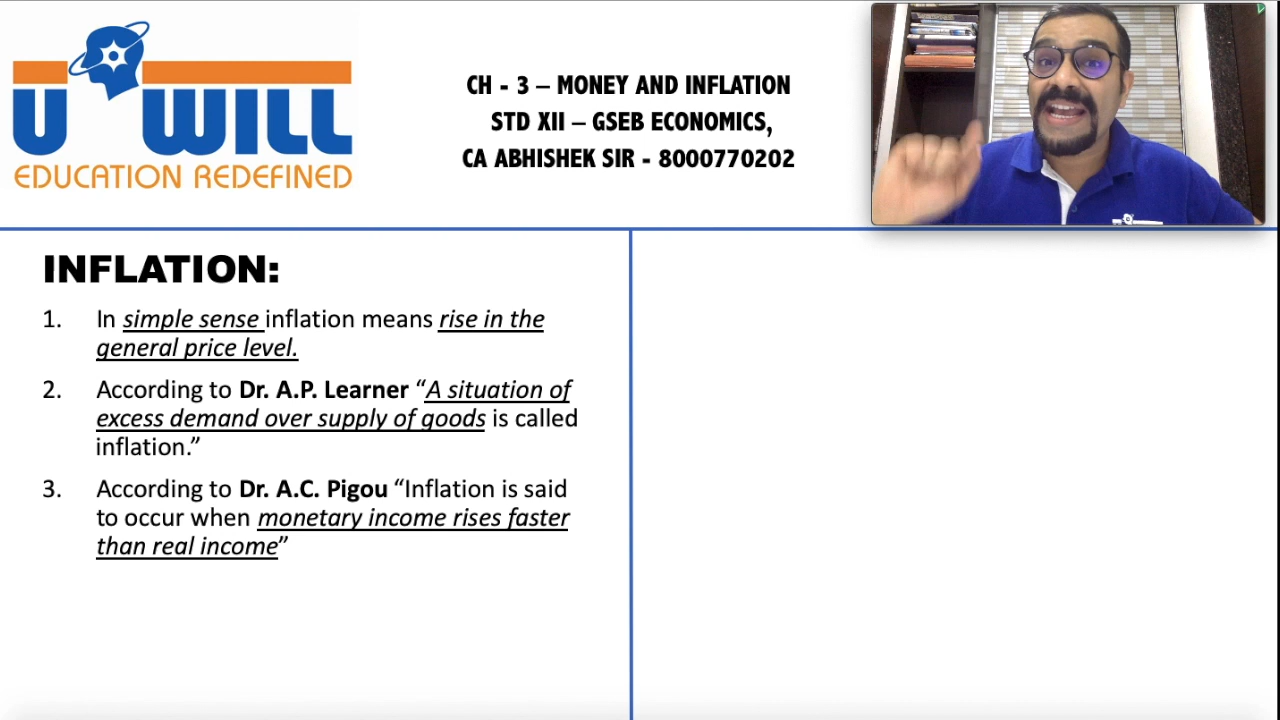 U WILL
EDUCATION REDEFINED
CH - 3 – MONEY AND INFLATION
STD XII – GSEB ECONOMICS,
CA ABHISHEK SIR - 8000770202
INFLATION:
1. In simple sense inflation means rise in the
general price level.
2. According to Dr. A.P. Learner “A situation of
excess demand over supply of goods is called
inflation.”
3. According to Dr. A.C. Pigou “Inflation is said
to occur when monetary income rises faster
than real income”